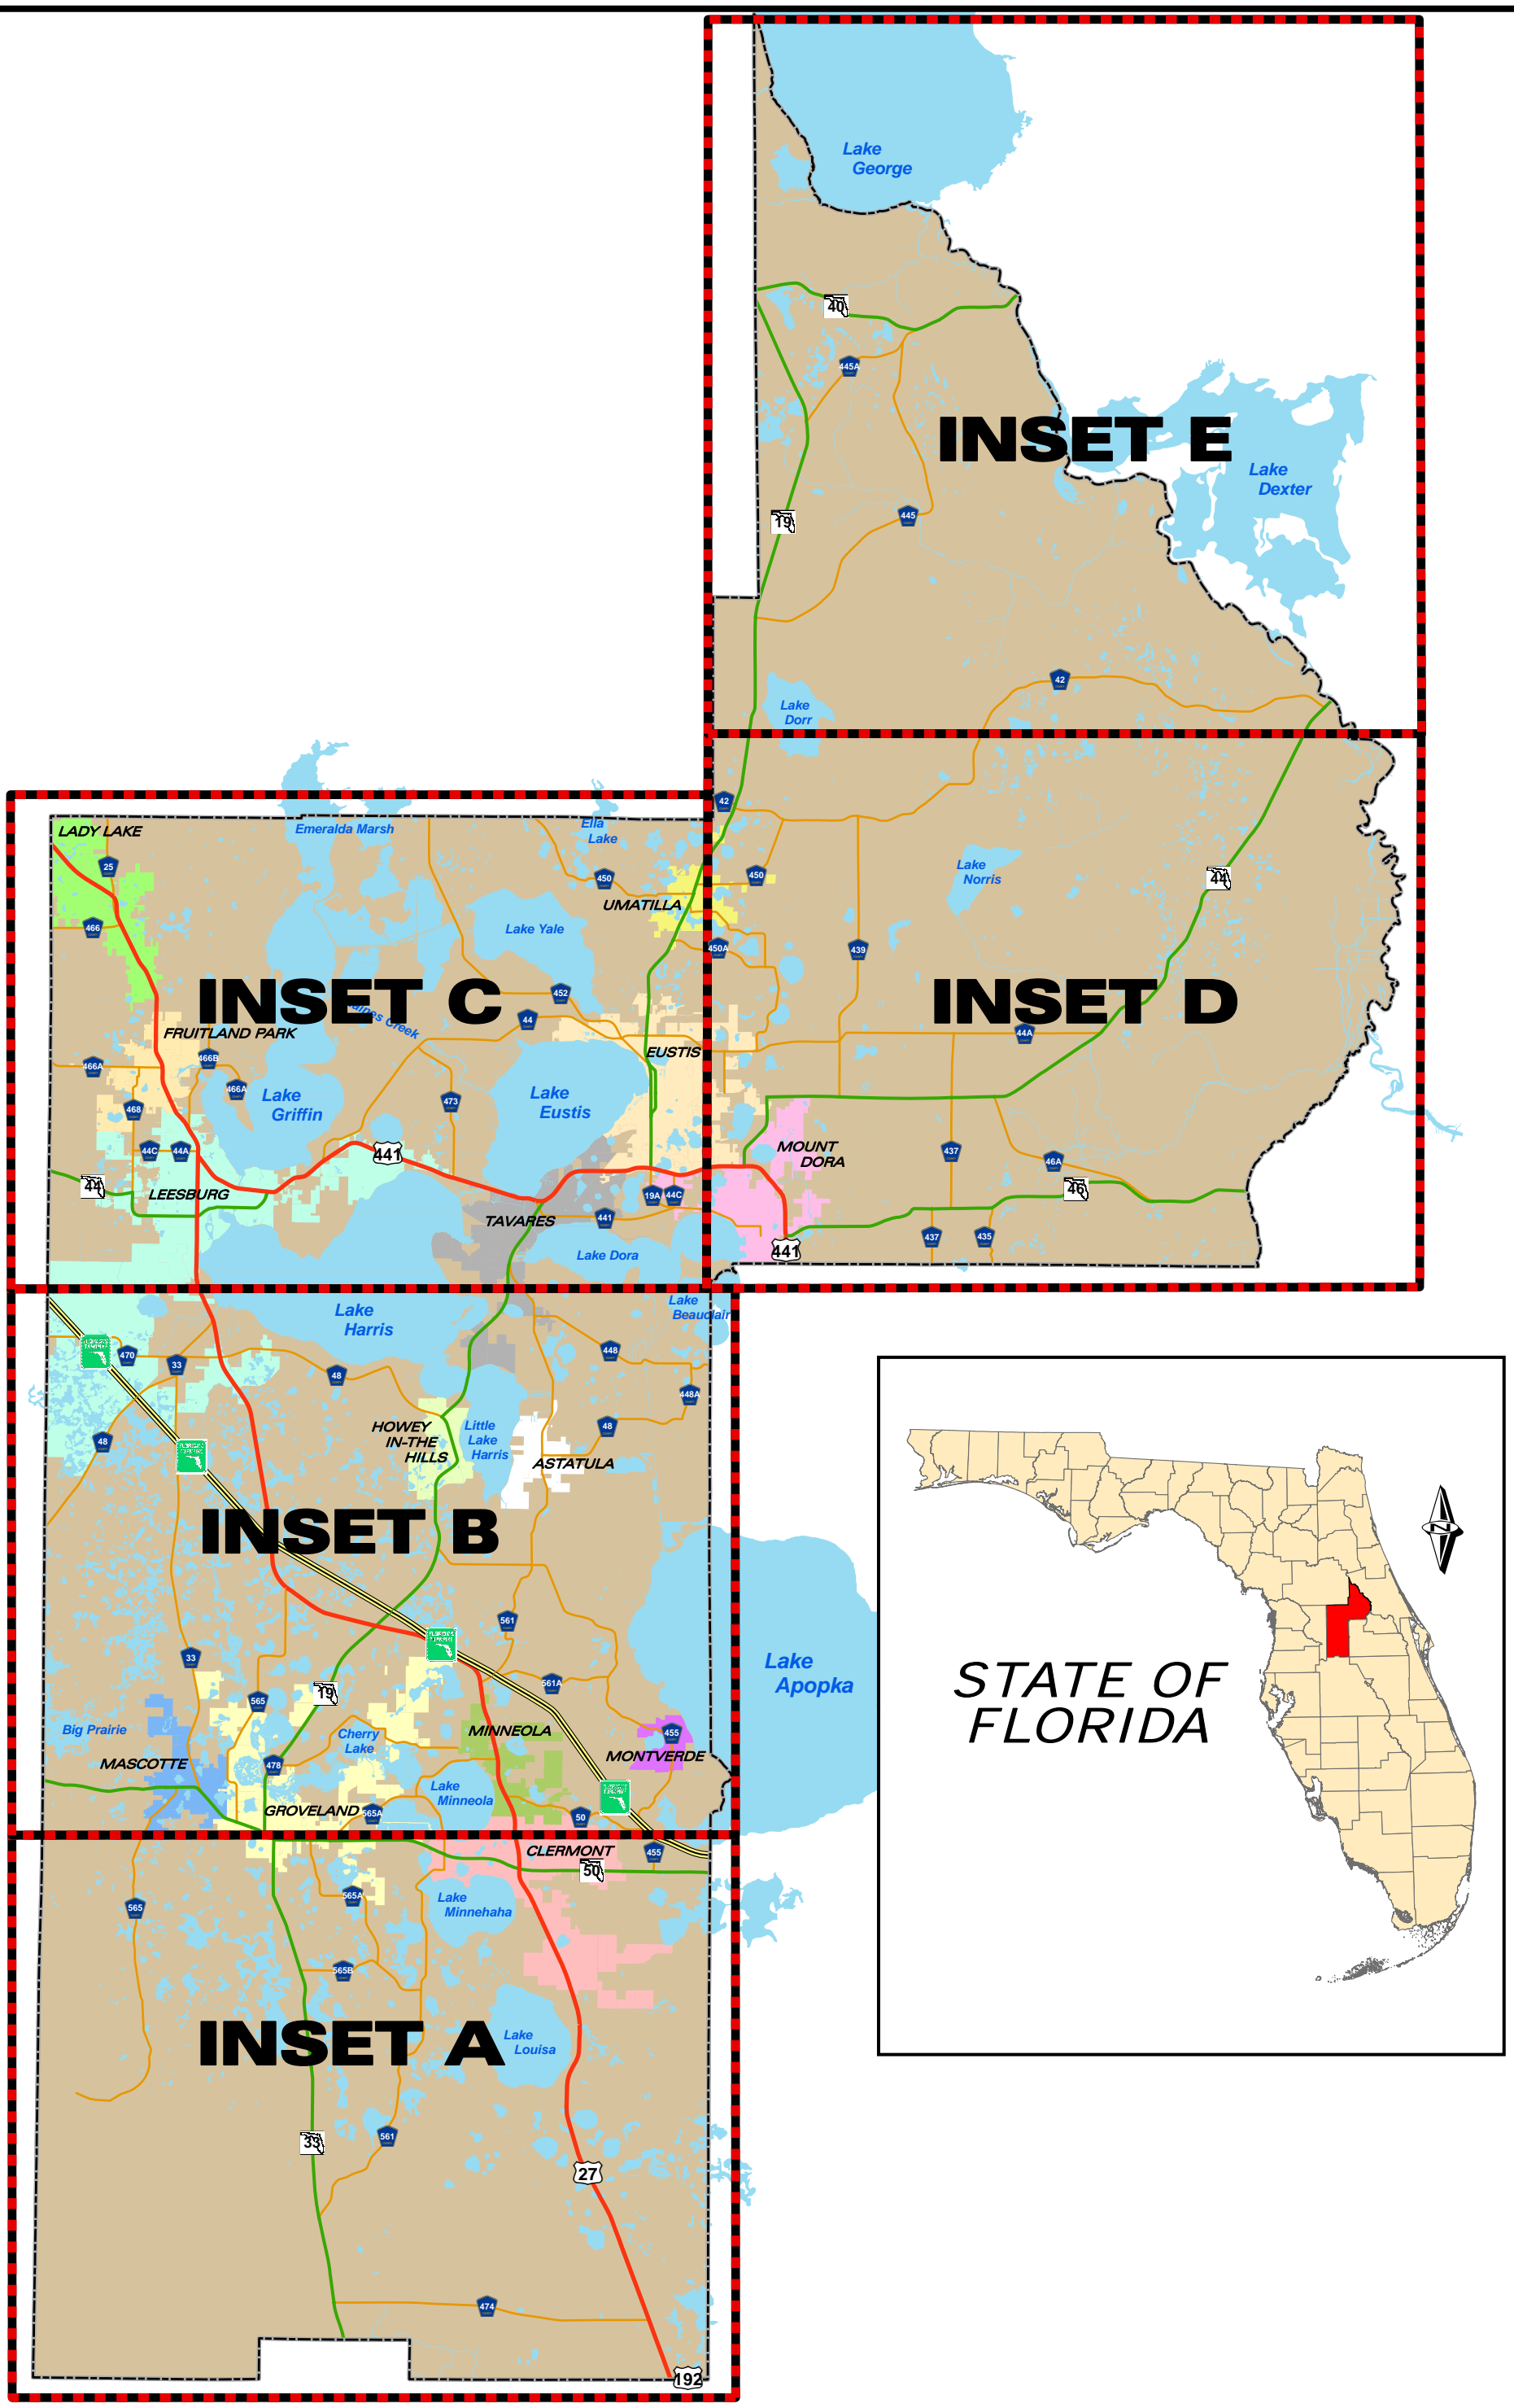 Lake
George
40
445A
INSET E
Lake
Dexter
19
445
42
Lake
Dorr
LADY LAKE
Emeralda Marsh
Ella
Lake
42
25
450
450
Lake
Norris
44
UMATILLA
466
Lake Yale
450A
439
INSET C
INSET D
452
44
44A
FRUITLAND PARK
EUSTIS
466B
466A
466A
Lake
Griffin
Lake
Eustis
468
473
44C
44A
441
MOUNT
DORA
437
46A
44
LEESBURG
19A
44C
46
TAVARES
441
437
435
Lake Dora
441
Lake
Harris
Lake
Beauclair
470
33
48
448
448A
HOWEY
IN-THE
HILLS
Little
Lake
Harris
48
48
ASTATULA
INSET B
561
33
561A
Lake
Apopka
565
19
Big Prairie
Cherry
Lake
MINNEOLA
455
MASCOTTE
478
MONTVERDE
Lake
Minneola
GROVELAND
565A
50
CLERMONT
455
50
565
565A
Lake
Minnehaha
565B
INSET A
Lake
Louisa
33
561
27
474
192
N
STATE OF
FLORIDA